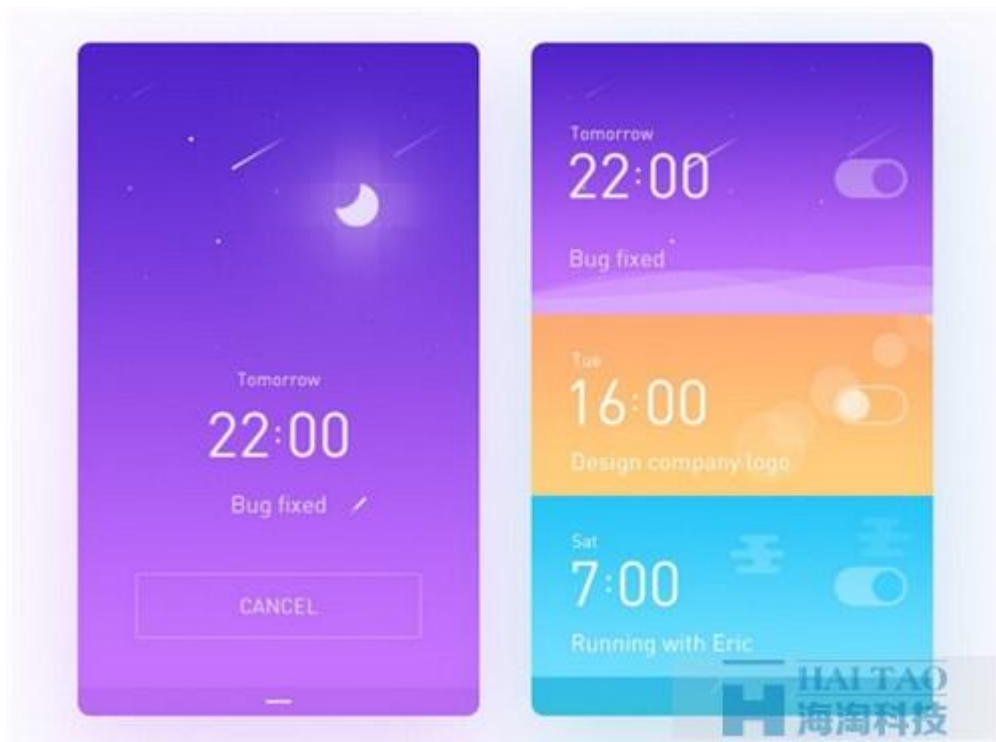 Tomorrow
22:00
Bug fixed
CANCEL
Tomorrow
22:00
Bug fixed
Tue
16:00
Design company logo
Sat
7:00
Running with Eric
HAI TAO
海淘科技